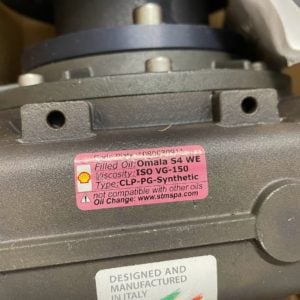 Filled Oil: Omala S4 WE
Viscosity: ISO VG-150
Type: CLP-PG-Synthetic
not compatible with other oils
Oil Change: www.stmspa.com
DESIGNED AND
MANUFACTURED
IN ITALY